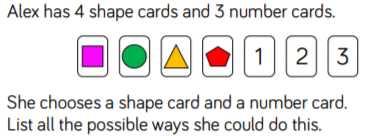 Alex has 4 shape cards and 3 number cards.
1 2 3
She chooses a shape card and a number card.
List all the possible ways she could do this.